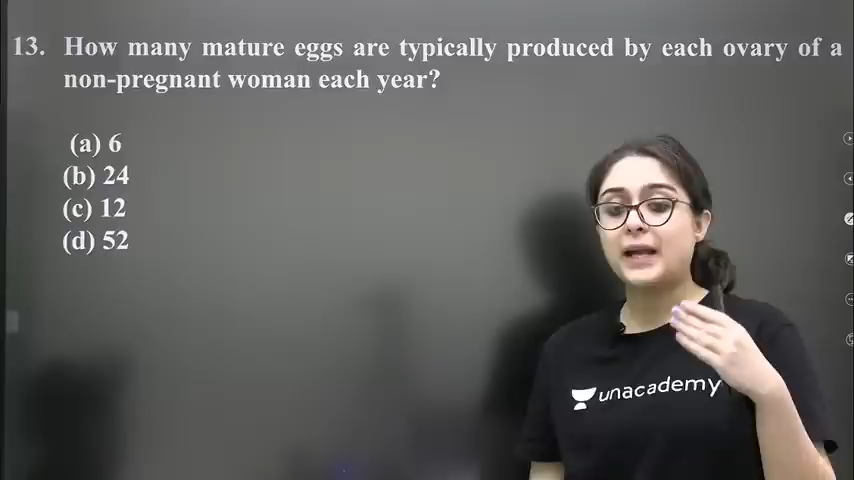 13. How many mature eggs are typically produced by each ovary of a
non-pregnant woman each year?
(a) 6
(b) 24
(c) 12
(d) 52
unacademy